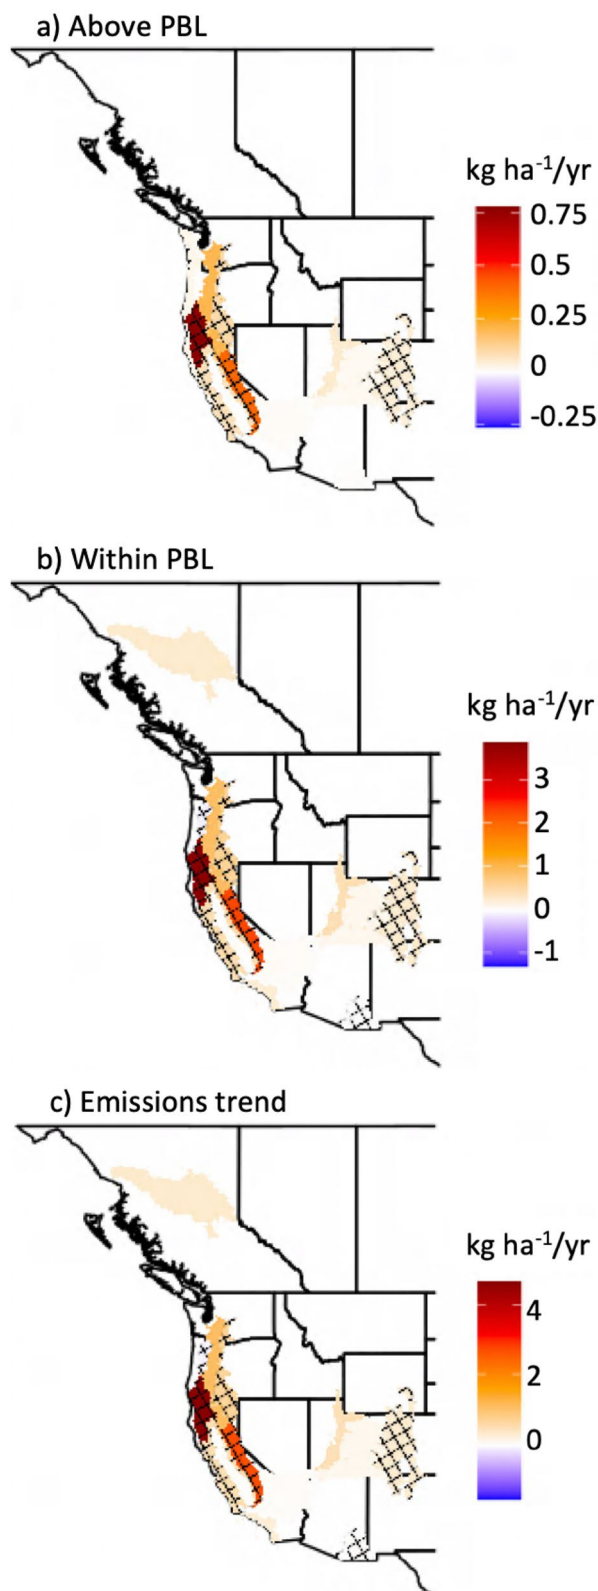 a) Above PBL
kg ha⁻¹/yr
0.75
0.5
0.25
0
-0.25
b) Within PBL
kg ha⁻¹/yr
3
2
1
0
-1
c) Emissions trend
kg ha⁻¹/yr
4
2
0